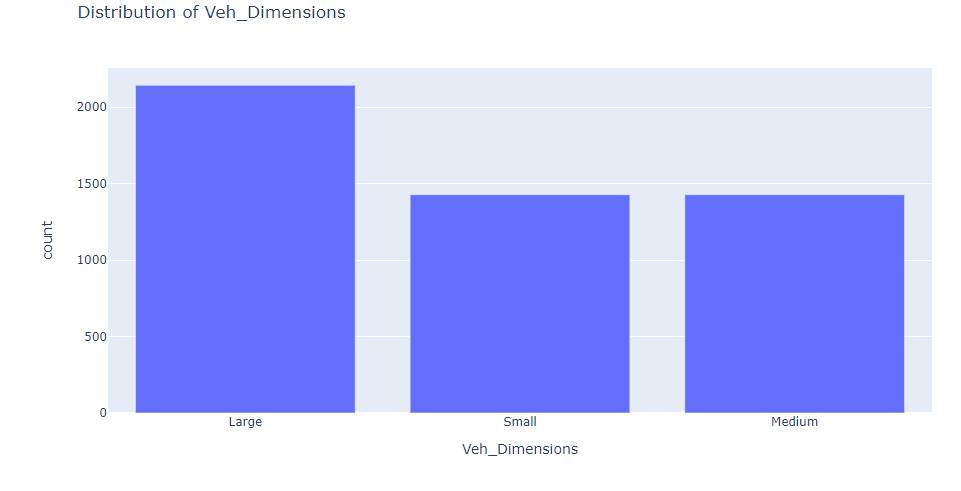 Distribution of Veh_Dimensions
2000
1500
1000
500
0
count
Large
Small
Medium
Veh_Dimensions